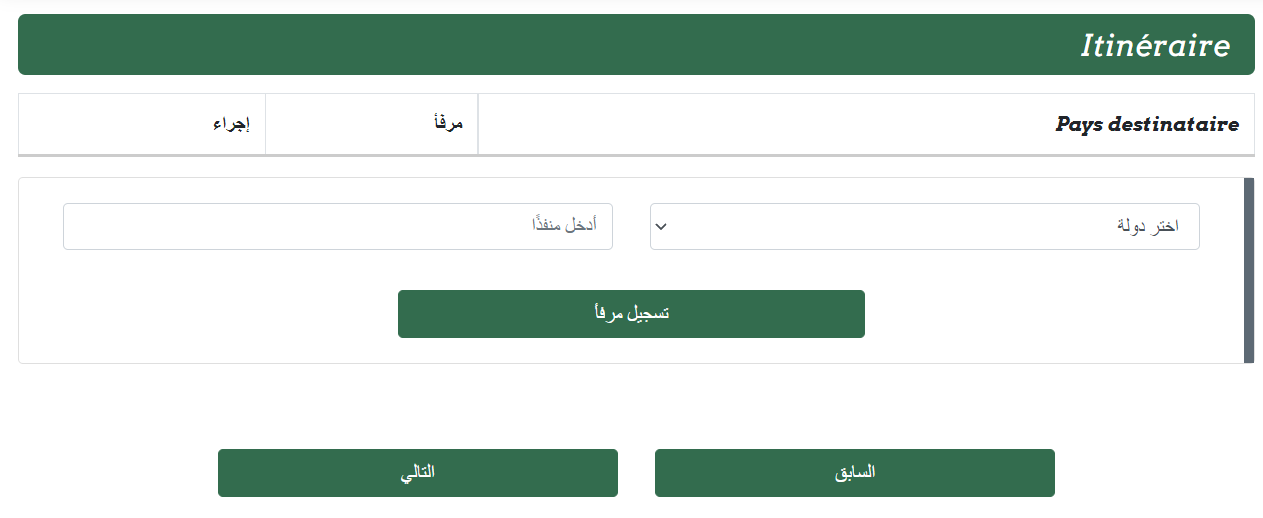 Itinéraire
Pays destinataire
مرفأ
إجراء
اختر دولة
أدخل منفذًا
تسجيل مرفأ
السابق
التالي